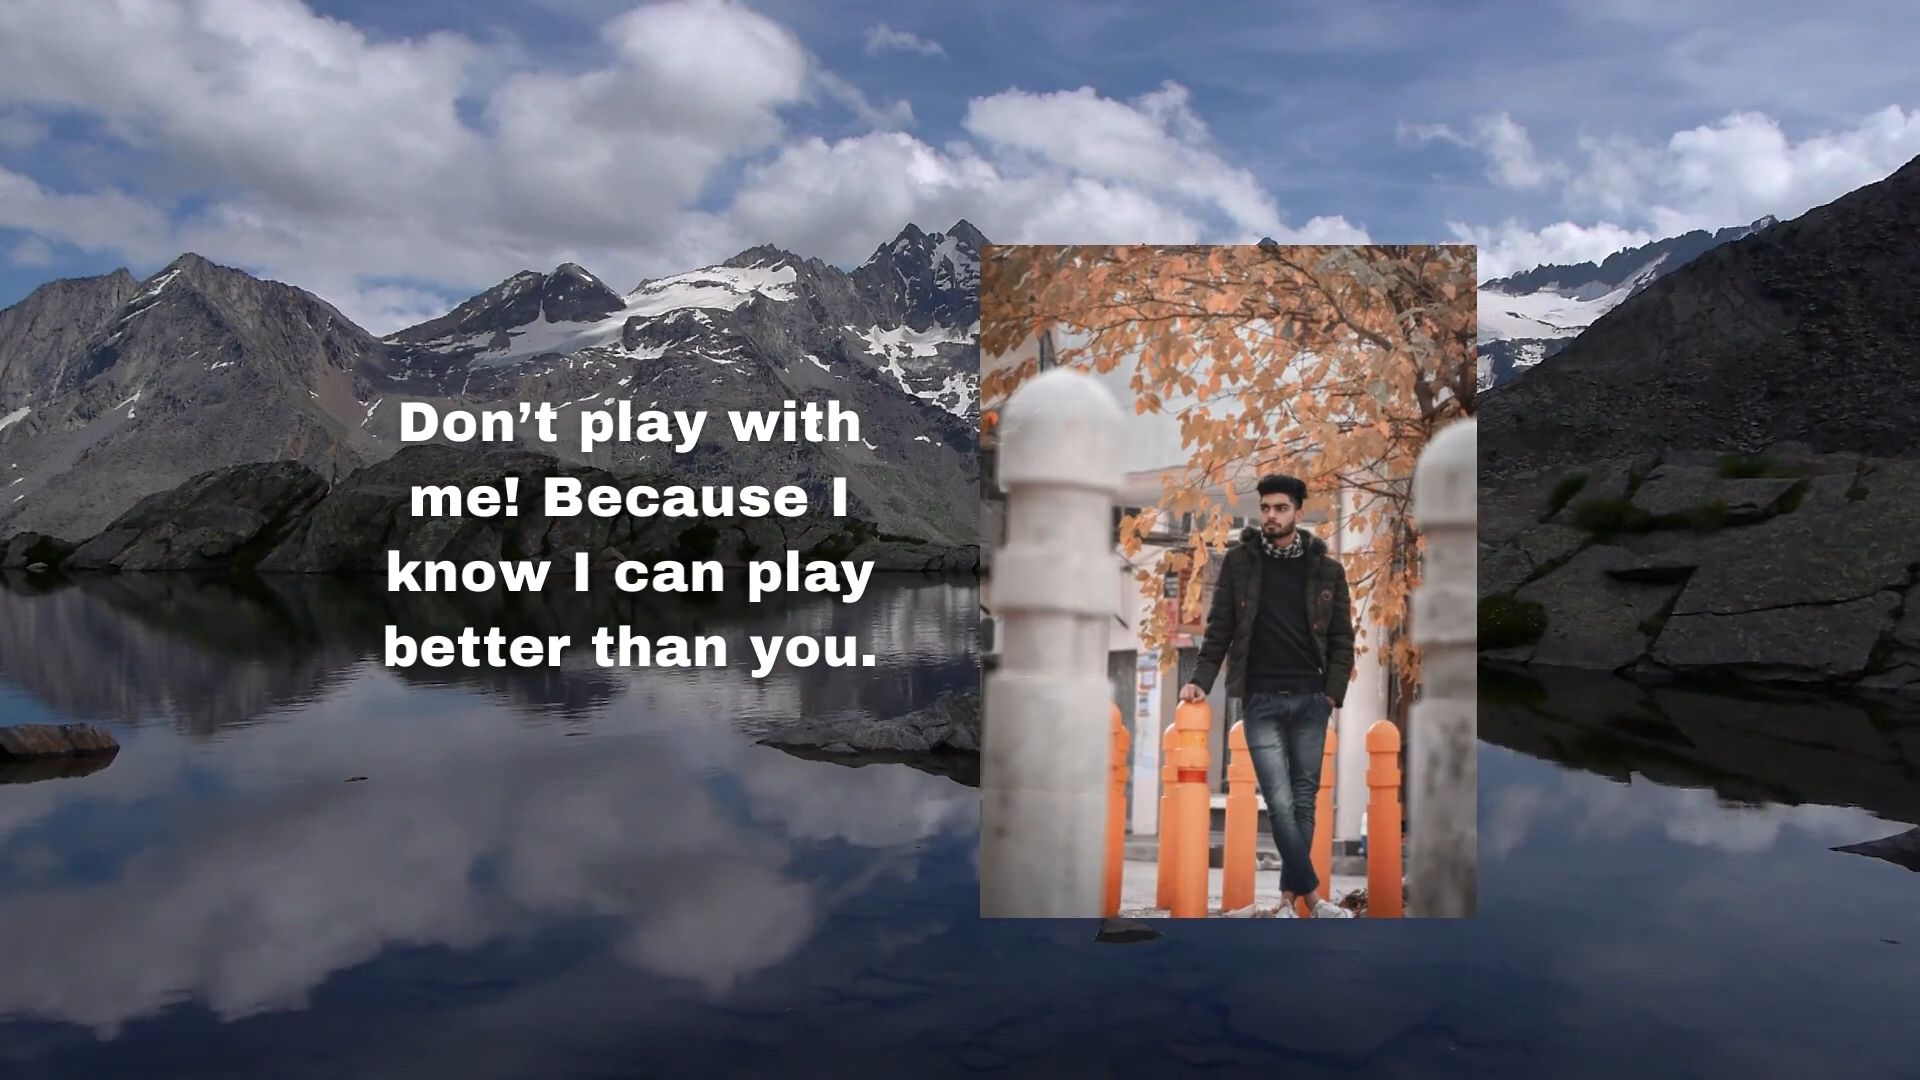 Don’t play with
me! Because I
know I can play
better than you.